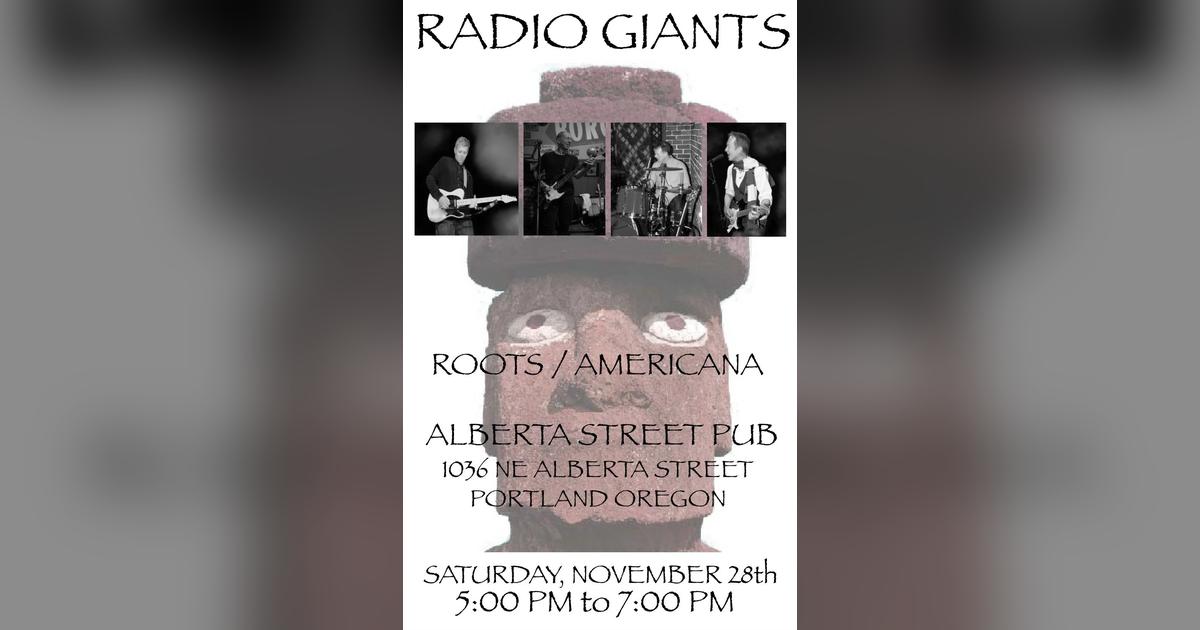 RADIO GIANTS
ROOTS / AMERICANA
ALBERTA STREET PUB
1036 NE ALBERTA STREET
PORTLAND OREGON
SATURDAY, NOVEMBER 28th
5:00 PM to 7:00 PM